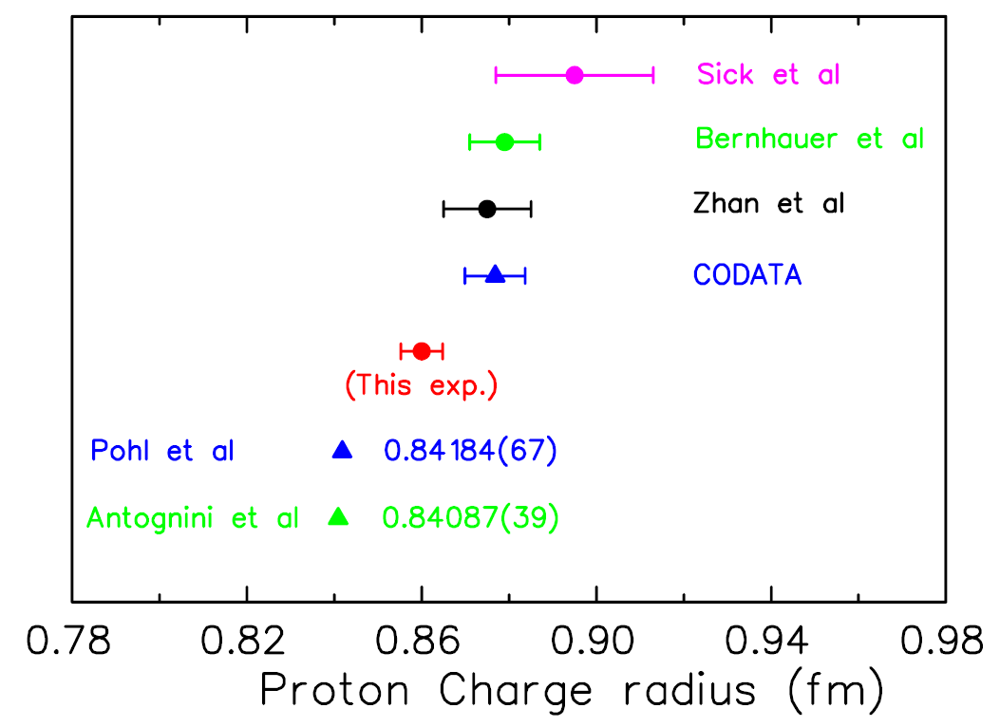 Sick et al
Bernhauer et al
Zhan et al
CODATA
(This exp.)
Pohl et al 0.84184(67)
Antognini et al 0.84087(39)
0.78 0.82 0.86 0.90 0.94 0.98
Proton Charge radius (fm)